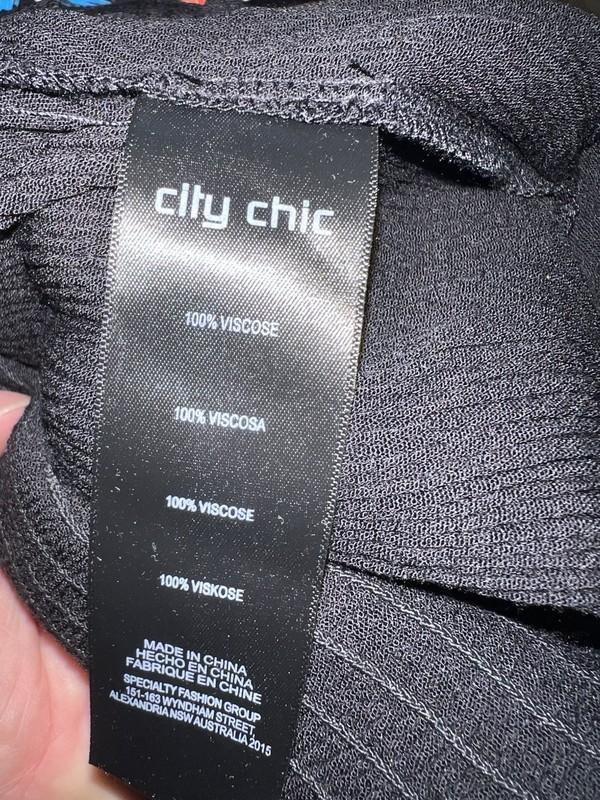 city chic
100% VISCOSE
100% VISCOSA
100% VISCOSE
100% VISKOSE
MADE IN CHINA
HECHO EN CHINA
FABRIQUE EN CHINE
SPECIALTY FASHION GROUP
151-163 WYNDHAM STREET,
ALEXANDRIA NSW AUSTRALIA 2015